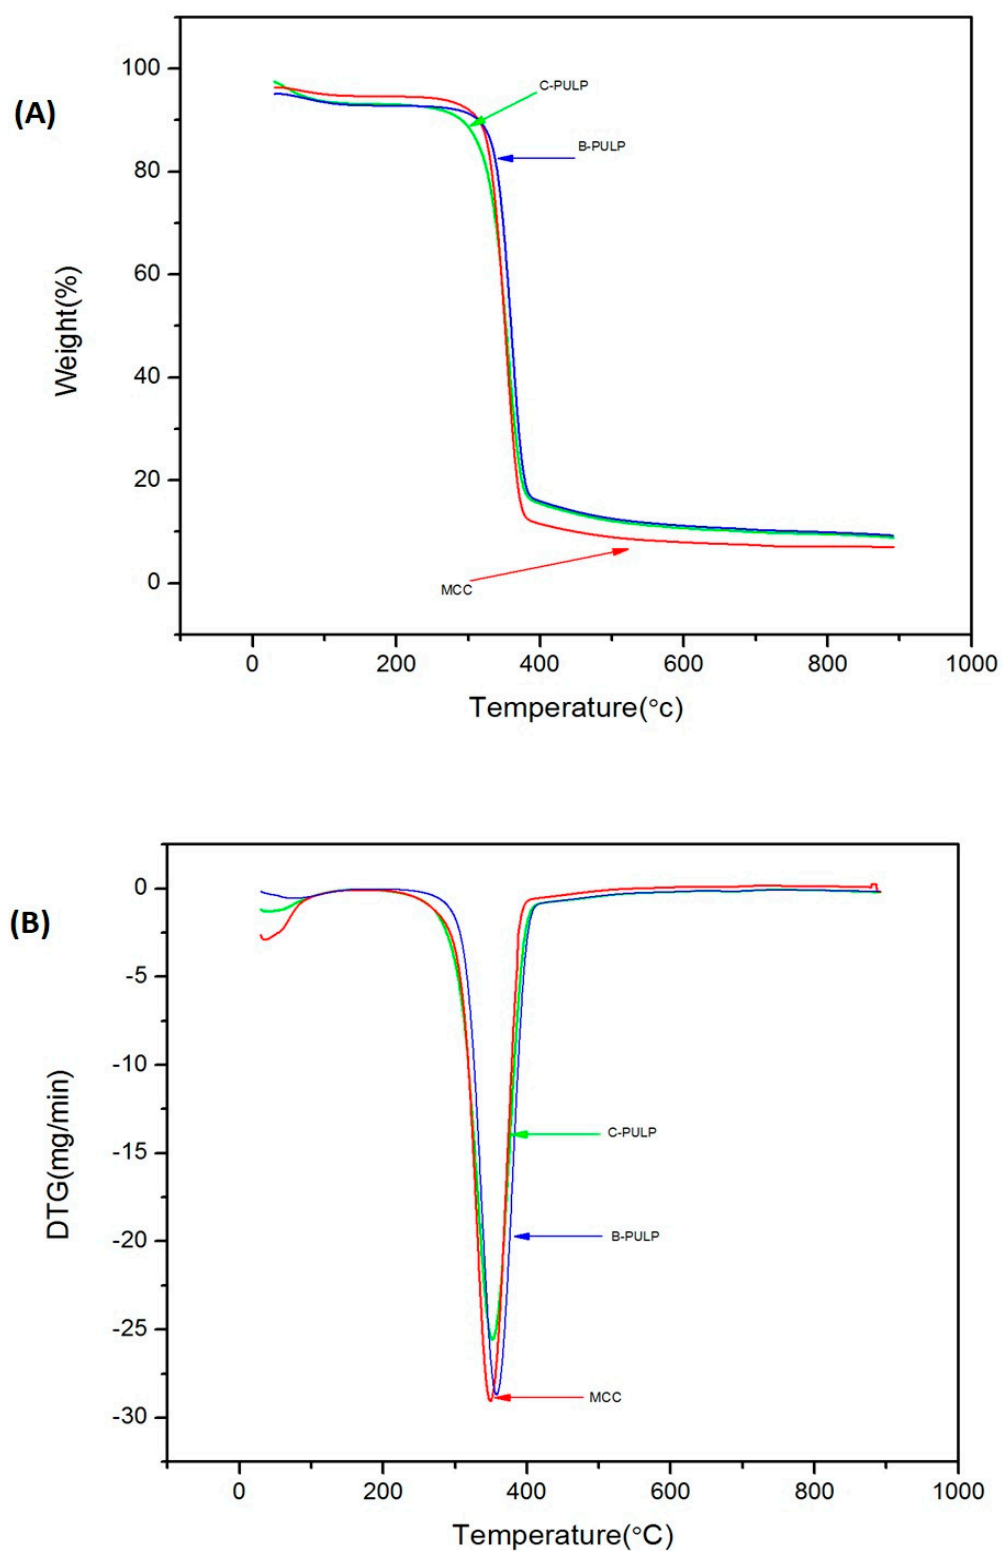 (A)
Weight(%)
100
80
60
40
20
0
C-PULP
B-PULP
MCC
0 200 400 600 800 1000
Temperature(°c)
(B)
DTG(mg/min)
0
-5
-10
-15
-20
-25
-30
C-PULP
B-PULP
MCC
0 200 400 600 800 1000
Temperature(°C)